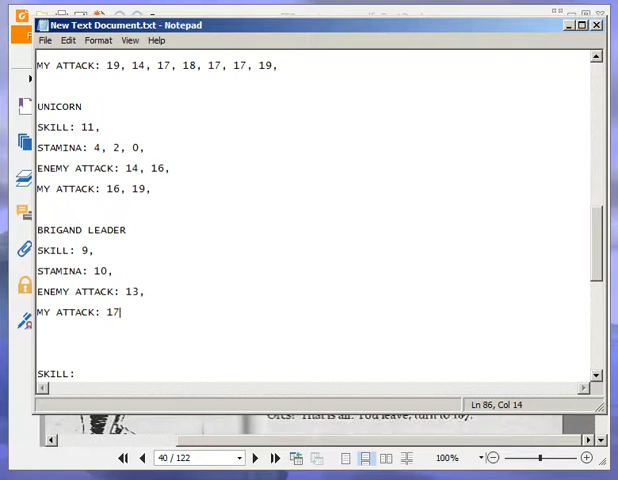 New Text Document.txt - Notepad
File Edit Format View Help
MY ATTACK: 19, 14, 17, 18, 17, 17, 19,
UNICORN
SKILL: 11,
STAMINA: 4, 2, 0,
ENEMY ATTACK: 14, 16,
MY ATTACK: 16, 19,
BRIGAND LEADER
SKILL: 9,
STAMINA: 10,
ENEMY ATTACK: 13,
MY ATTACK: 17
SKILL:
Ln 86, Col 14
40 / 122
100%